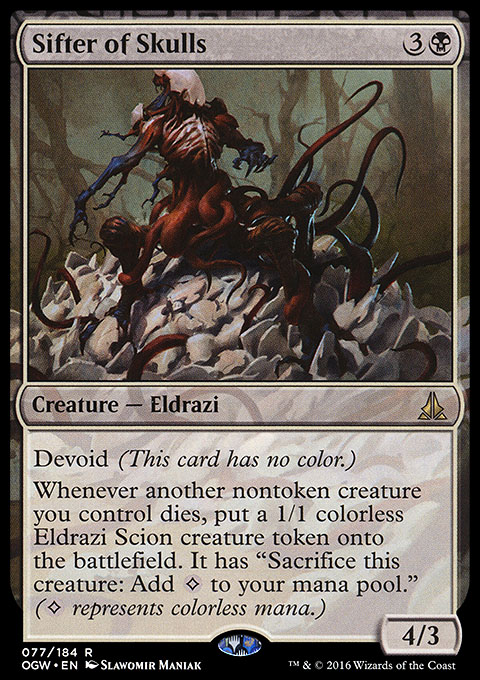 Sifter of Skulls 3
Creature — Eldrazi
Devoid (This card has no color.)
Whenever another nontoken creature
you control dies, put a 1/1 colorless
Eldrazi Scion creature token onto
the battlefield. It has “Sacrifice this
creature: Add ◇ to your mana pool.”
(◇ represents colorless mana.)
4/3
077/184 R
OGW • EN Slawomir Maniak
™ & © 2016 Wizards of the Coast